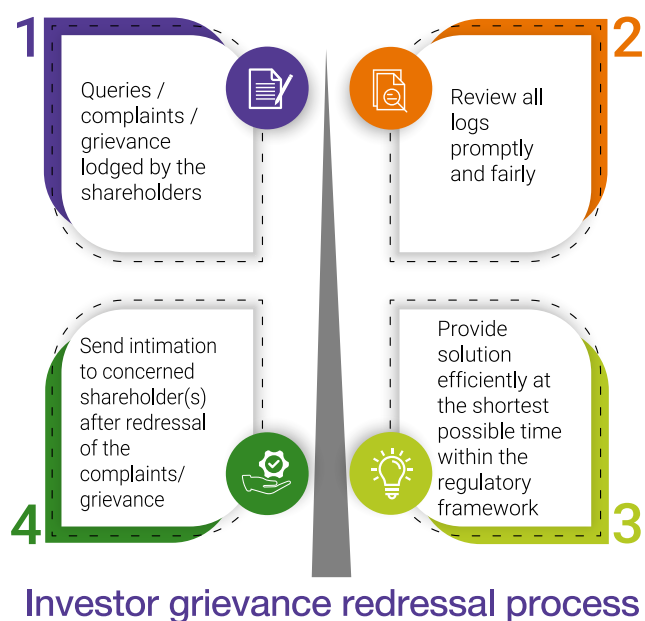 1
Queries /
complaints /
grievance
lodged by the
shareholders
2
Review all
logs
promptly
and fairly
Provide
solution
efficiently at
the shortest
possible time
within the
regulatory
framework
3
Send intimation
to concerned
shareholder(s)
after redressal
of the
complaints/
grievance
4
Investor grievance redressal process